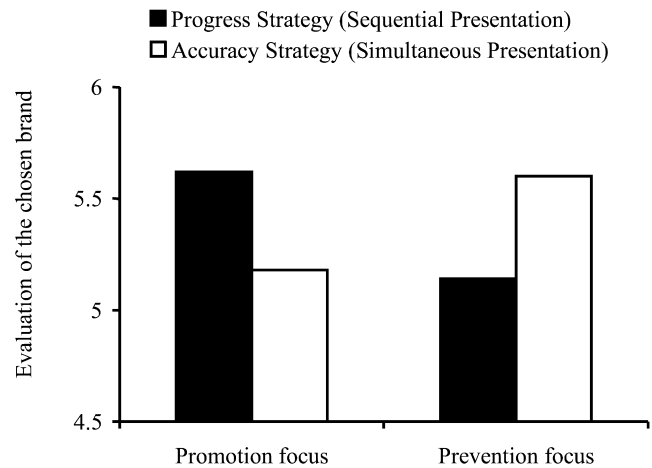 Progress Strategy (Sequential Presentation)
Accuracy Strategy (Simultaneous Presentation)
Evaluation of the chosen brand
6
5.5
5
4.5
Promotion focus
Prevention focus